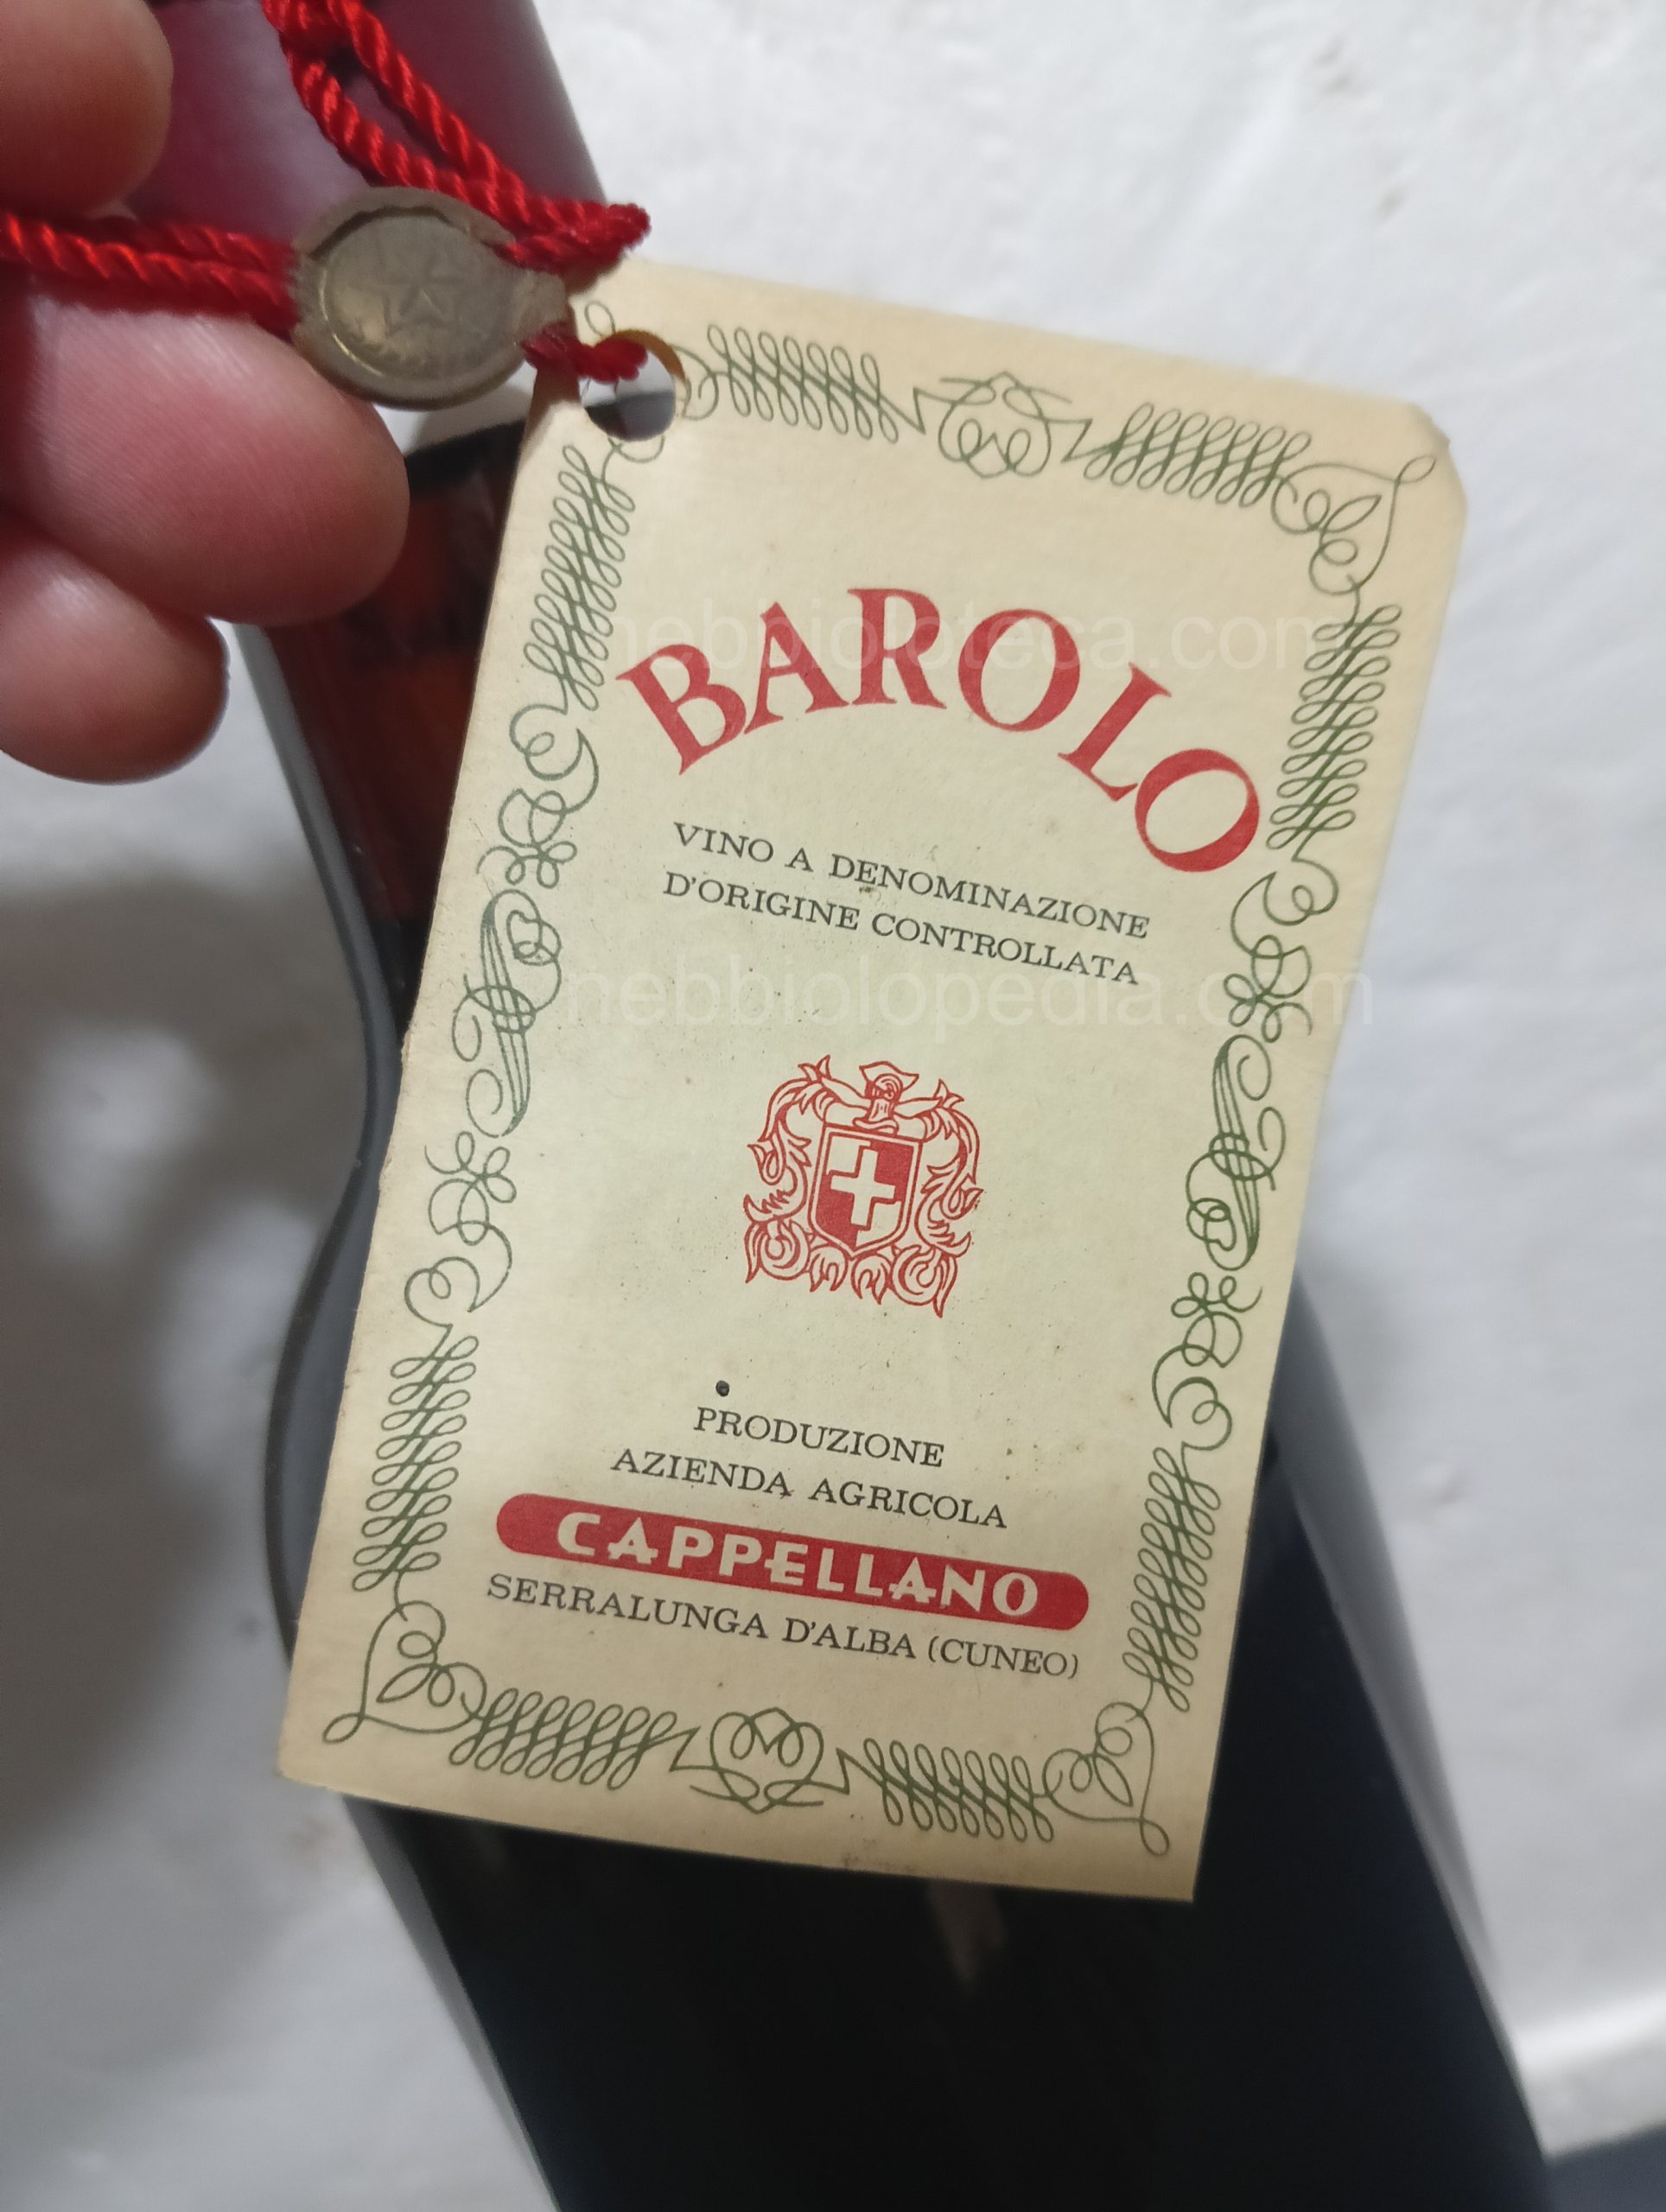 BAROLO
nebbioloteca.com
VINO A DENOMINAZIONE
D'ORIGINE CONTROLLATA
nebbiolopedia.com
PRODUZIONE
AZIENDA AGRICOLA
CAPPELLANO
SERRALUNGA D'ALBA (CUNEO)